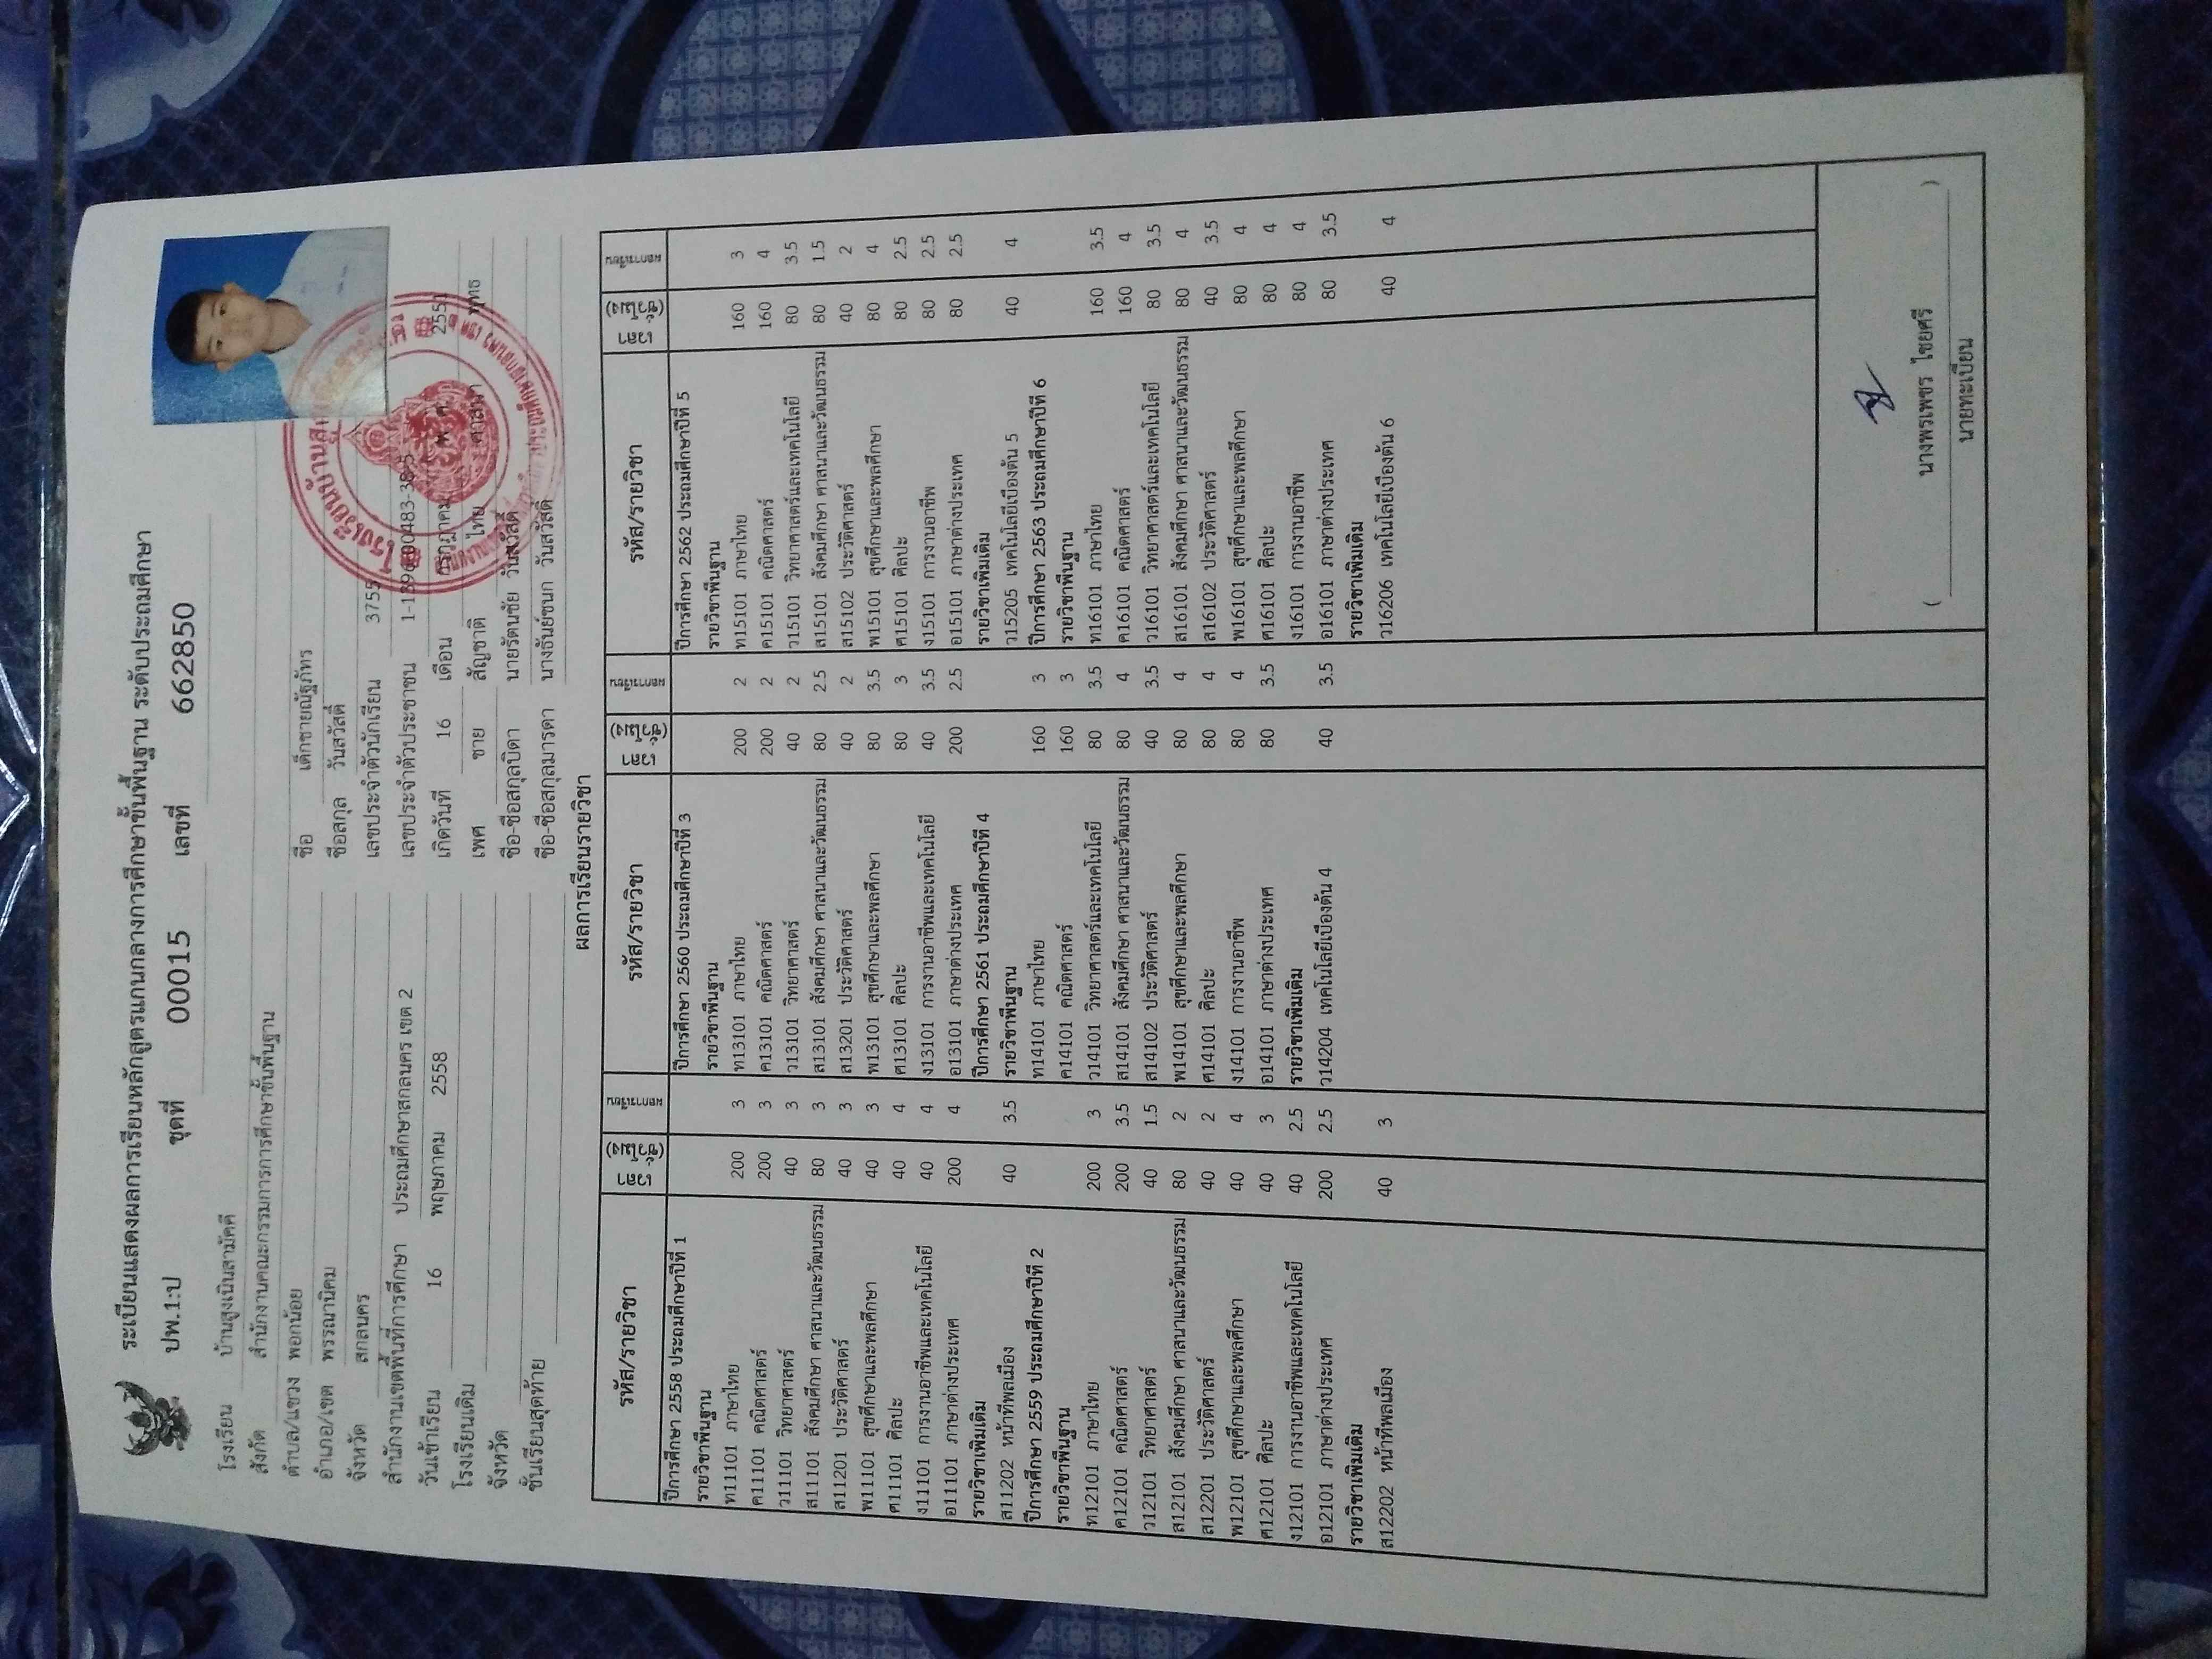 ระเบียนแสดงผลการเรียนหลักสูตรแกนกลางการศึกษาขั้นพื้นฐาน ระดับประถมศึกษา
ปพ.1:ป ชุดที่ 00015 เลขที่ 662850
โรงเรียน บ้านสูงเนินสามัคคี
สังกัด สำนักงานคณะกรรมการการศึกษาขั้นพื้นฐาน
ตำบล/แขวง พอกน้อย
อำเภอ/เขต พรรณานิคม
จังหวัด สกลนคร
สำนักงานเขตพื้นที่การศึกษา ประถมศึกษาสกลนคร เขต 2
วันเข้าเรียน 16 พฤษภาคม 2558
โรงเรียนเดิม
จังหวัด
ชั้นเรียนสุดท้าย
ชื่อ เด็กชายณัฐภัทร
ชื่อสกุล วันสวัสดิ์
เลขประจำตัวนักเรียน 3755
เลขประจำตัวประชาชน
เกิดวันที่ 16 เดือน กรกฎาคม พ.ศ. 2551
เพศ ชาย สัญชาติ ไทย ศาสนา พุทธ
ชื่อ-ชื่อสกุลบิดา นายรัตนชัย วันสวัสดิ์
ชื่อ-ชื่อสกุลมารดา นางธันย์ชนก วันสวัสดิ์
ผลการเรียนรายวิชา
รหัส/รายวิชา เวลา (ชั่วโมง) ผลการเรียน
ปีการศึกษา 2558 ประถมศึกษาปีที่ 1
รายวิชาพื้นฐาน
ท11101 ภาษาไทย 200 3
ค11101 คณิตศาสตร์ 200 3
ว11101 วิทยาศาสตร์ 40 3
ส11101 สังคมศึกษา ศาสนาและวัฒนธรรม 80 3
ส11201 ประวัติศาสตร์ 40 3
พ11101 สุขศึกษาและพลศึกษา 40 3
ศ11101 ศิลปะ 40 4
ง11101 การงานอาชีพและเทคโนโลยี 40 4
อ11101 ภาษาต่างประเทศ 200 4
รายวิชาเพิ่มเติม
ส11202 หน้าที่พลเมือง 40 3.5
ปีการศึกษา 2559 ประถมศึกษาปีที่ 2
รายวิชาพื้นฐาน
ท12101 ภาษาไทย 200 3
ค12101 คณิตศาสตร์ 200 3.5
ว12101 วิทยาศาสตร์ 40 1.5
ส12101 สังคมศึกษา ศาสนาและวัฒนธรรม 80 2
ส12201 ประวัติศาสตร์ 40 2
พ12101 สุขศึกษาและพลศึกษา 40 4
ศ12101 ศิลปะ 40 3
ง12101 การงานอาชีพและเทคโนโลยี 40 2.5
อ12101 ภาษาต่างประเทศ 200 2.5
รายวิชาเพิ่มเติม
ส12202 หน้าที่พลเมือง 40 3
รหัส/รายวิชา เวลา (ชั่วโมง) ผลการเรียน
ปีการศึกษา 2560 ประถมศึกษาปีที่ 3
รายวิชาพื้นฐาน
ท13101 ภาษาไทย 200 2
ค13101 คณิตศาสตร์ 200 2
ว13101 วิทยาศาสตร์ 40 2
ส13101 สังคมศึกษา ศาสนาและวัฒนธรรม 80 2.5
ส13201 ประวัติศาสตร์ 40 2
พ13101 สุขศึกษาและพลศึกษา 80 3.5
ศ13101 ศิลปะ 80 3
ง13101 การงานอาชีพและเทคโนโลยี 40 3.5
อ13101 ภาษาต่างประเทศ 200 2.5
ปีการศึกษา 2561 ประถมศึกษาปีที่ 4
รายวิชาพื้นฐาน
ท14101 ภาษาไทย 160 3
ค14101 คณิตศาสตร์ 160 3
ว14101 วิทยาศาสตร์และเทคโนโลยี 80 3.5
ส14101 สังคมศึกษา ศาสนาและวัฒนธรรม 80 4
ส14102 ประวัติศาสตร์ 40 3.5
พ14101 สุขศึกษาและพลศึกษา 80 4
ศ14101 ศิลปะ 80 4
ง14101 การงานอาชีพ 80 4
อ14101 ภาษาต่างประเทศ 80 3.5
รายวิชาเพิ่มเติม
ว14204 เทคโนโลยีเบื้องต้น 4 40 3.5
รหัส/รายวิชา เวลา (ชั่วโมง) ผลการเรียน
ปีการศึกษา 2562 ประถมศึกษาปีที่ 5
รายวิชาพื้นฐาน
ท15101 ภาษาไทย 160 3
ค15101 คณิตศาสตร์ 160 4
ว15101 วิทยาศาสตร์และเทคโนโลยี 80 3.5
ส15101 สังคมศึกษา ศาสนาและวัฒนธรรม 80 1.5
ส15102 ประวัติศาสตร์ 40 2
พ15101 สุขศึกษาและพลศึกษา 80 4
ศ15101 ศิลปะ 80 2.5
ง15101 การงานอาชีพ 80 2.5
อ15101 ภาษาต่างประเทศ 80 2.5
รายวิชาเพิ่มเติม
ว15205 เทคโนโลยีเบื้องต้น 5 40 4
ปีการศึกษา 2563 ประถมศึกษาปีที่ 6
รายวิชาพื้นฐาน
ท16101 ภาษาไทย 160 3.5
ค16101 คณิตศาสตร์ 160 4
ว16101 วิทยาศาสตร์และเทคโนโลยี 80 3.5
ส16101 สังคมศึกษา ศาสนาและวัฒนธรรม 80 4
ส16102 ประวัติศาสตร์ 40 3.5
พ16101 สุขศึกษาและพลศึกษา 80 4
ศ16101 ศิลปะ 80 4
ง16101 การงานอาชีพ 80 4
อ16101 ภาษาต่างประเทศ 80 3.5
รายวิชาเพิ่มเติม
ว16206 เทคโนโลยีเบื้องต้น 6 40 4
( นางพรเพชร ไชยศรี )
นายทะเบียน